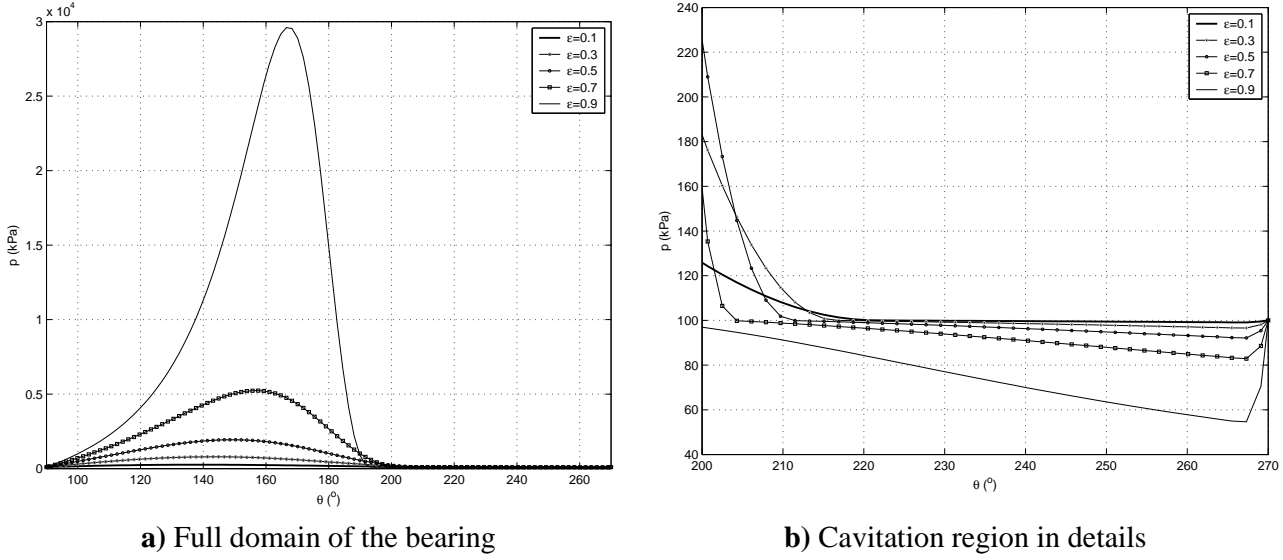 x 10⁴
3
2.5
2
1.5
1
0.5
0
100 120 140 160 180 200 220 240 260
p (kPa)
θ (º)
ε=0.1
ε=0.3
ε=0.5
ε=0.7
ε=0.9
a) Full domain of the bearing
240
220
200
180
160
140
120
100
80
60
40
200 210 220 230 240 250 260 270
p (kPa)
θ (º)
ε=0.1
ε=0.3
ε=0.5
ε=0.7
ε=0.9
b) Cavitation region in details